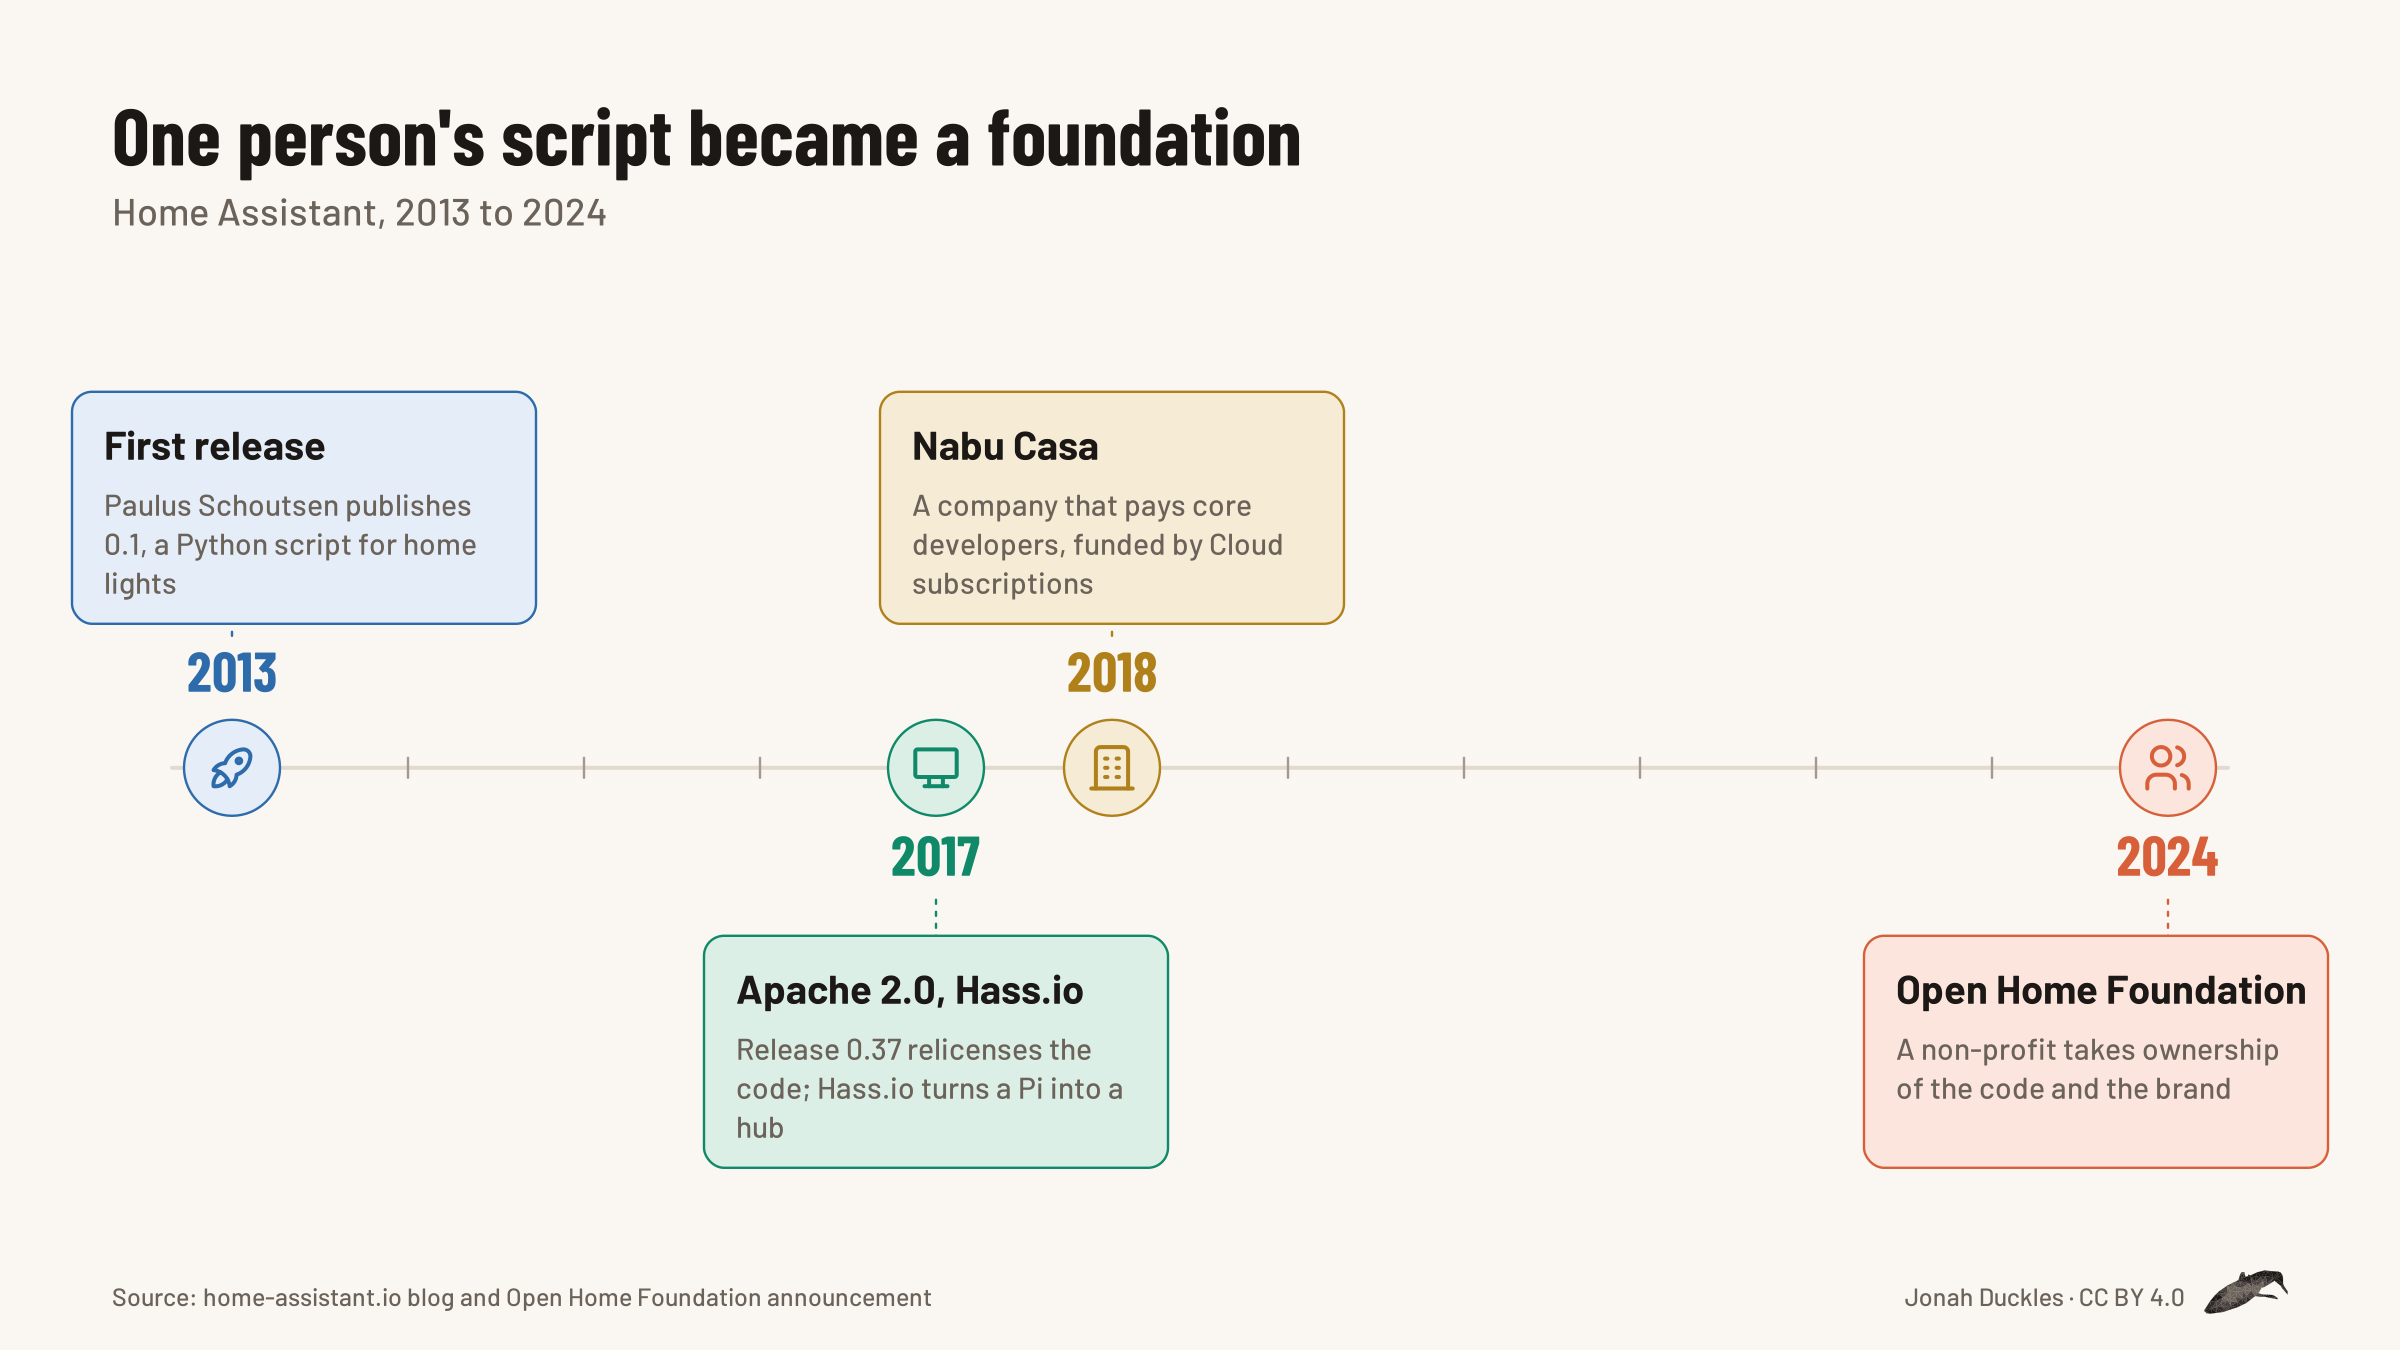 One person's script became a foundation
Home Assistant, 2013 to 2024
First release
Paulus Schoutsen publishes
0.1, a Python script for home
lights
2013
Nabu Casa
A company that pays core
developers, funded by Cloud
subscriptions
2018
2017
Apache 2.0, Hass.io
Release 0.37 relicenses the
code; Hass.io turns a Pi into a
hub
2024
Open Home Foundation
A non-profit takes ownership
of the code and the brand
Source: home-assistant.io blog and Open Home Foundation announcement
Jonah Duckles · CC BY 4.0